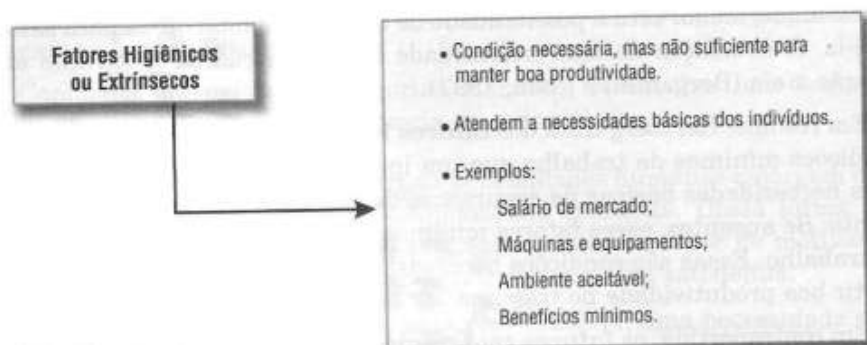 Fatores Higiênicos
ou Extrínsecos
• Condição necessária, mas não suficiente para
manter boa produtividade.
• Atendem a necessidades básicas dos indivíduos.
• Exemplos:
Salário de mercado;
Máquinas e equipamentos;
Ambiente aceitável;
Benefícios mínimos.